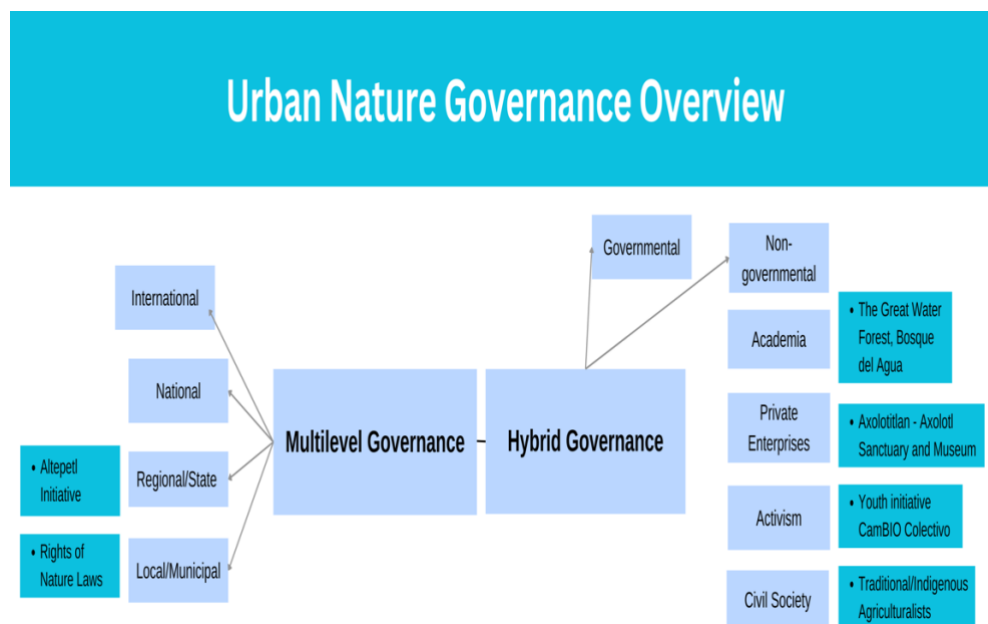 Urban Nature Governance Overview
International
National
Regional/State
Local/Municipal
• Altepetl
Initiative
• Rights of
Nature Laws
Multilevel Governance
Hybrid Governance
Governmental
Non-
governmental
Academia
• The Great Water
Forest, Bosque
del Agua
Private
Enterprises
• Axolotitlan - Axolotl
Sanctuary and Museum
Activism
• Youth initiative
CamBIO Colectivo
Civil Society
• Traditional/Indigenous
Agriculturalists